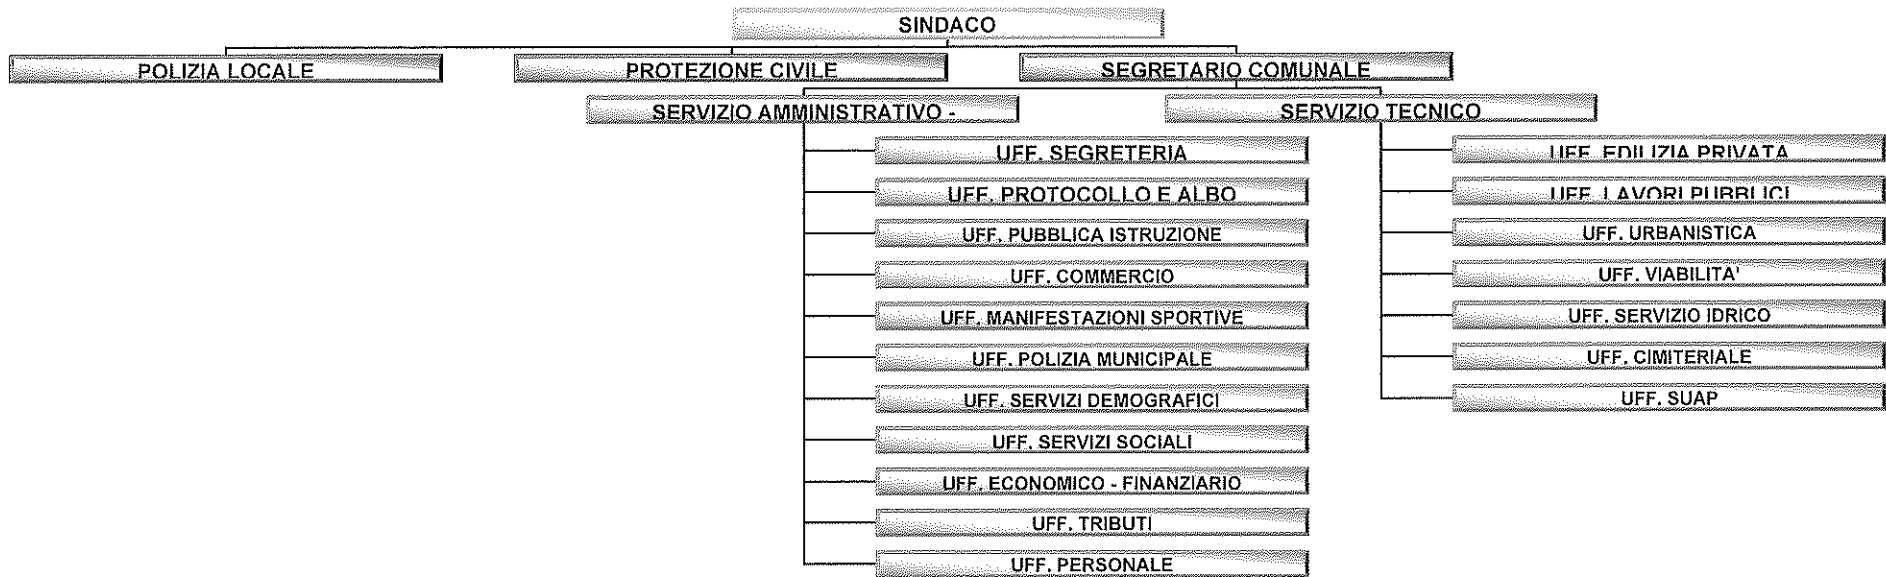 SINDACO
POLIZIA LOCALE
PROTEZIONE CIVILE
SEGRETARIO COMUNALE
SERVIZIO AMMINISTRATIVO -
SERVIZIO TECNICO
UFF. SEGRETERIA
UFF. PROTOCOLLO E ALBO
UFF. PUBBLICA ISTRUZIONE
UFF. COMMERCIO
UFF. MANIFESTAZIONI SPORTIVE
UFF. POLIZIA MUNICIPALE
UFF. SERVIZI DEMOGRAFICI
UFF. SERVIZI SOCIALI
UFF. ECONOMICO - FINANZIARIO
UFF. TRIBUTI
UFF. PERSONALE
UFF. EDILIZIA PRIVATA
UFF. LAVORI PUBBLICI
UFF. URBANISTICA
UFF. VIABILITA'
UFF. SERVIZIO IDRICO
UFF. CIMITERIALE
UFF. SUAP